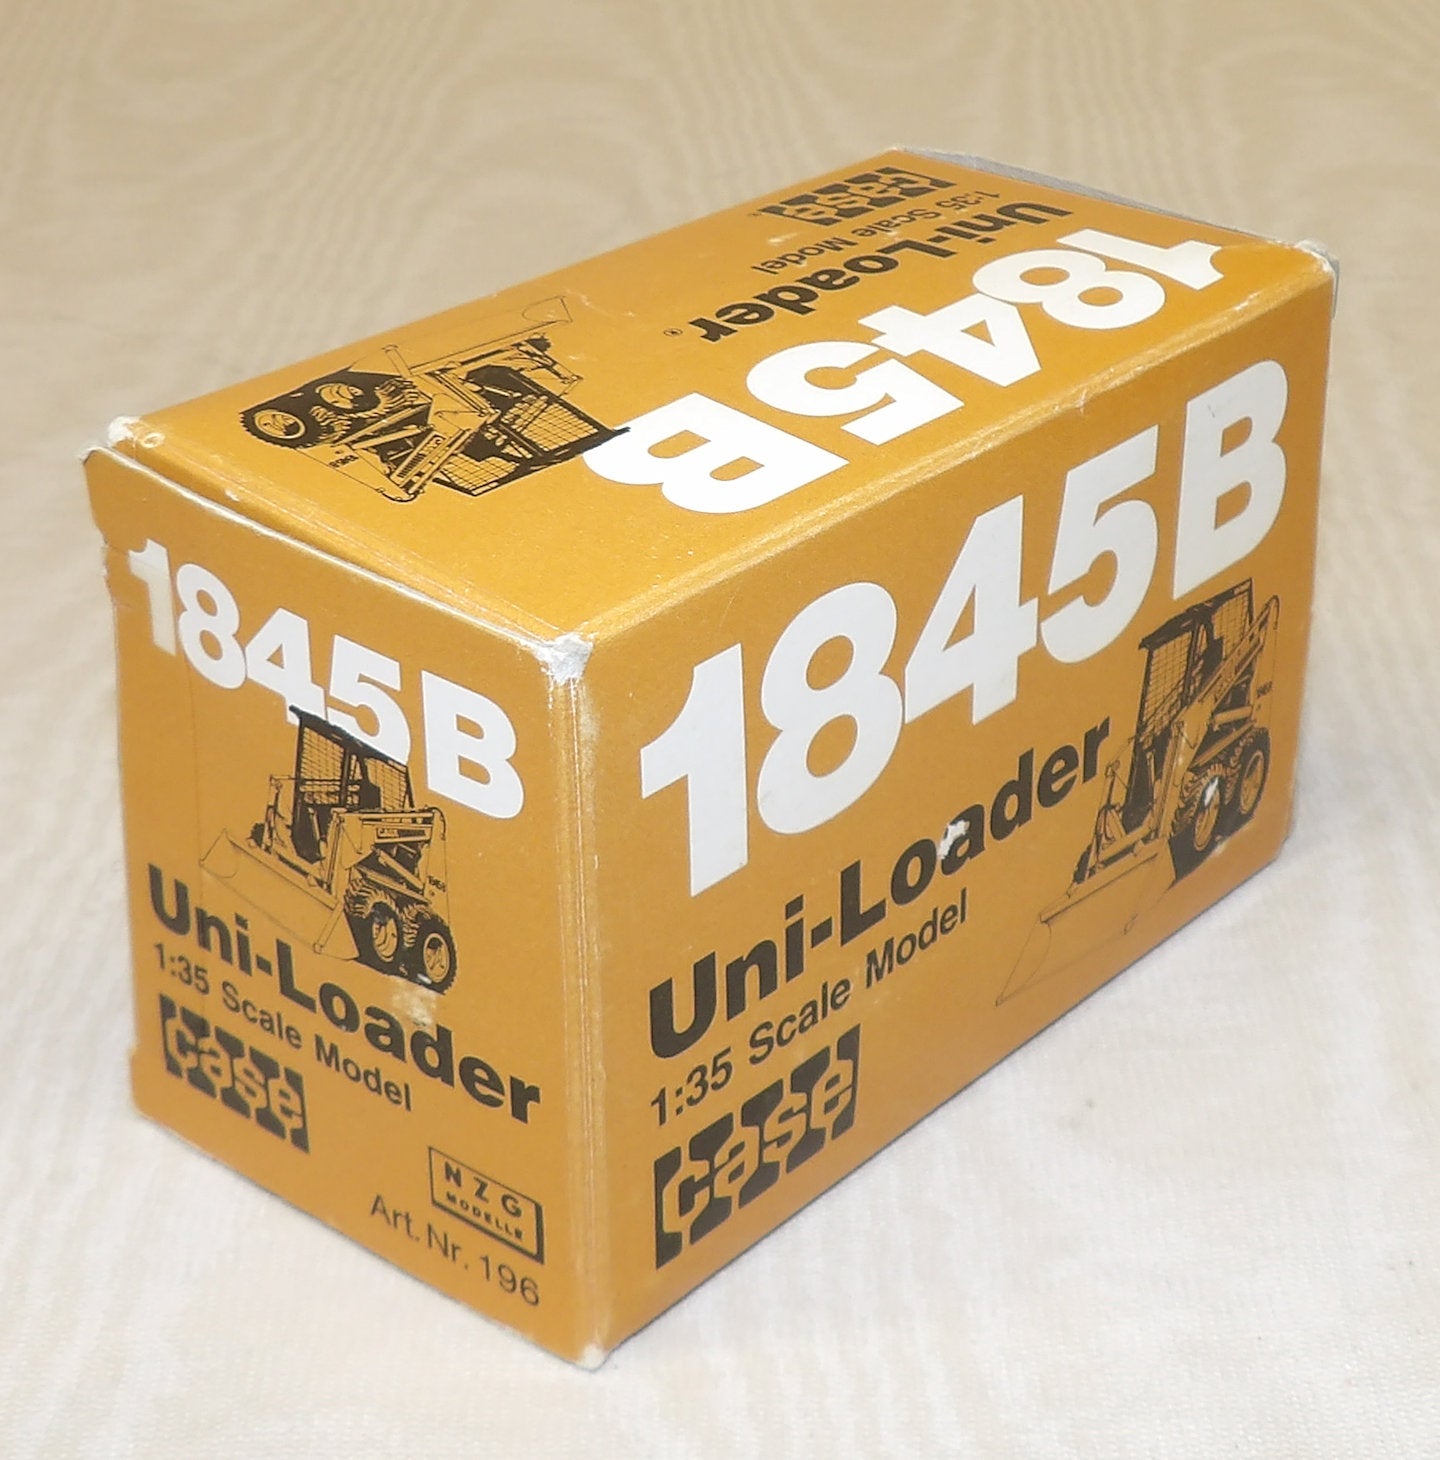 case
1:35 Scale Model
Uni-Loader®
1845B
1845B
Uni-Loader
1:35 Scale Model
case
NZG
MODELLE
Art. Nr. 196
1845B
Uni-Loader
1:35 Scale Model
case